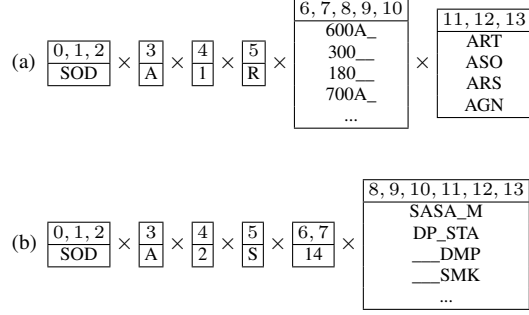 (a) 0, 1, 2 × 3 × 4 × 5 × 6, 7, 8, 9, 10 × 11, 12, 13
SOD A 1 R
600A_
300__
180__
700A_
...
ART
ASO
ARS
AGN
(b) 0, 1, 2 × 3 × 4 × 5 × 6, 7 × 8, 9, 10, 11, 12, 13
SOD A 2 S 14
SASA_M
DP_STA
___DMP
___SMK
...